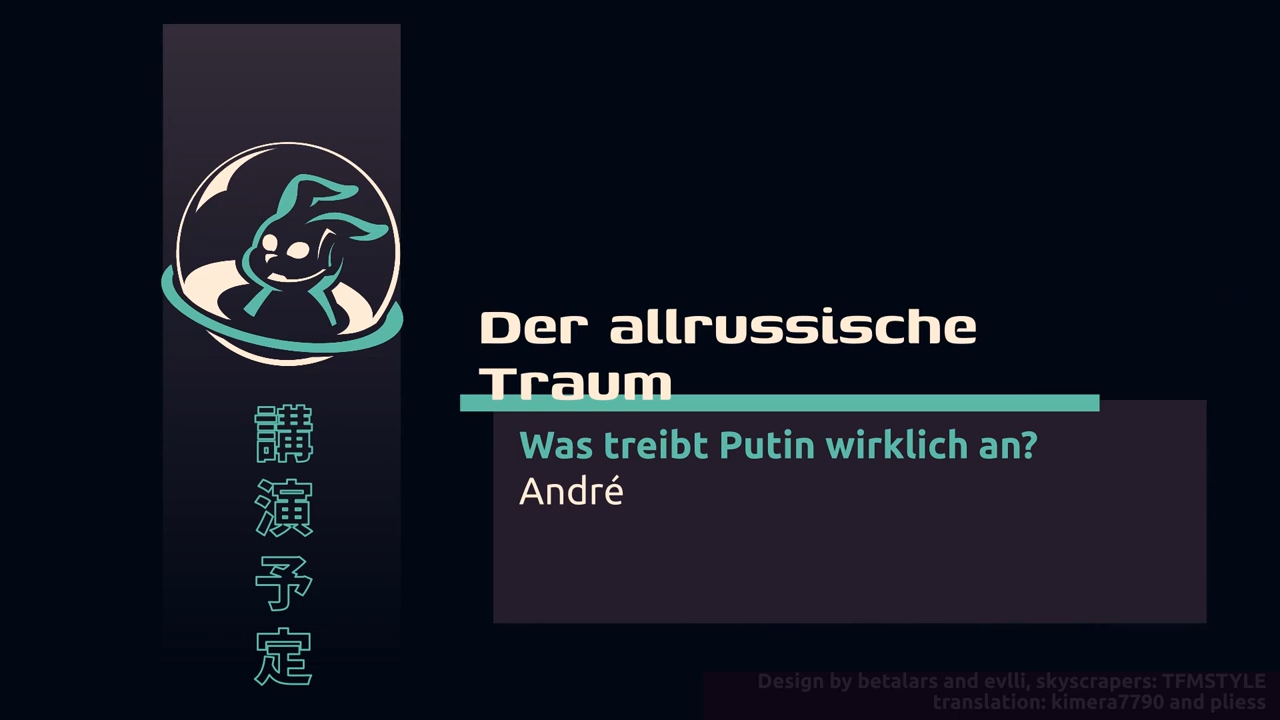 講演予定
Der allrussische
Traum
Was treibt Putin wirklich an?
André
Design by betalars and evlli, skyscrapers: TFMSTYLE
translation: kimera7790 and pliess